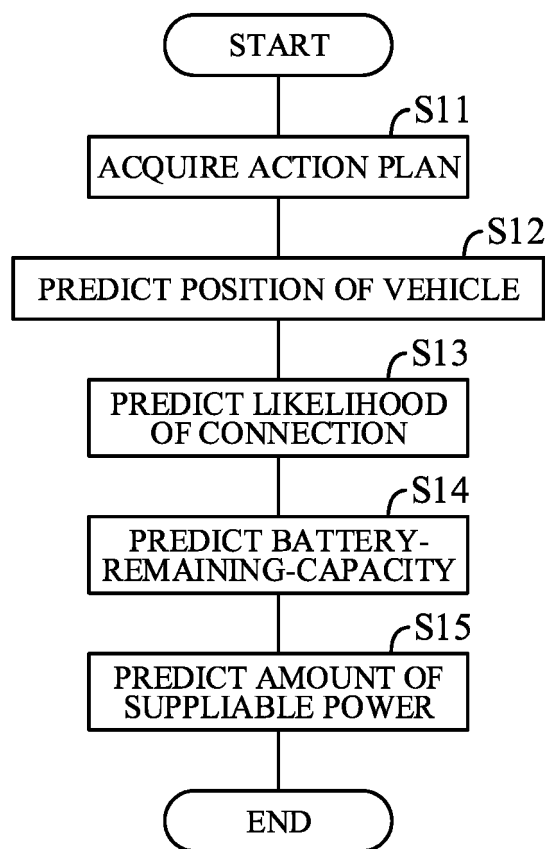 START
S11
ACQUIRE ACTION PLAN
S12
PREDICT POSITION OF VEHICLE
S13
PREDICT LIKELIHOOD
OF CONNECTION
S14
PREDICT BATTERY-
REMAINING-CAPACITY
S15
PREDICT AMOUNT OF
SUPPLIABLE POWER
END